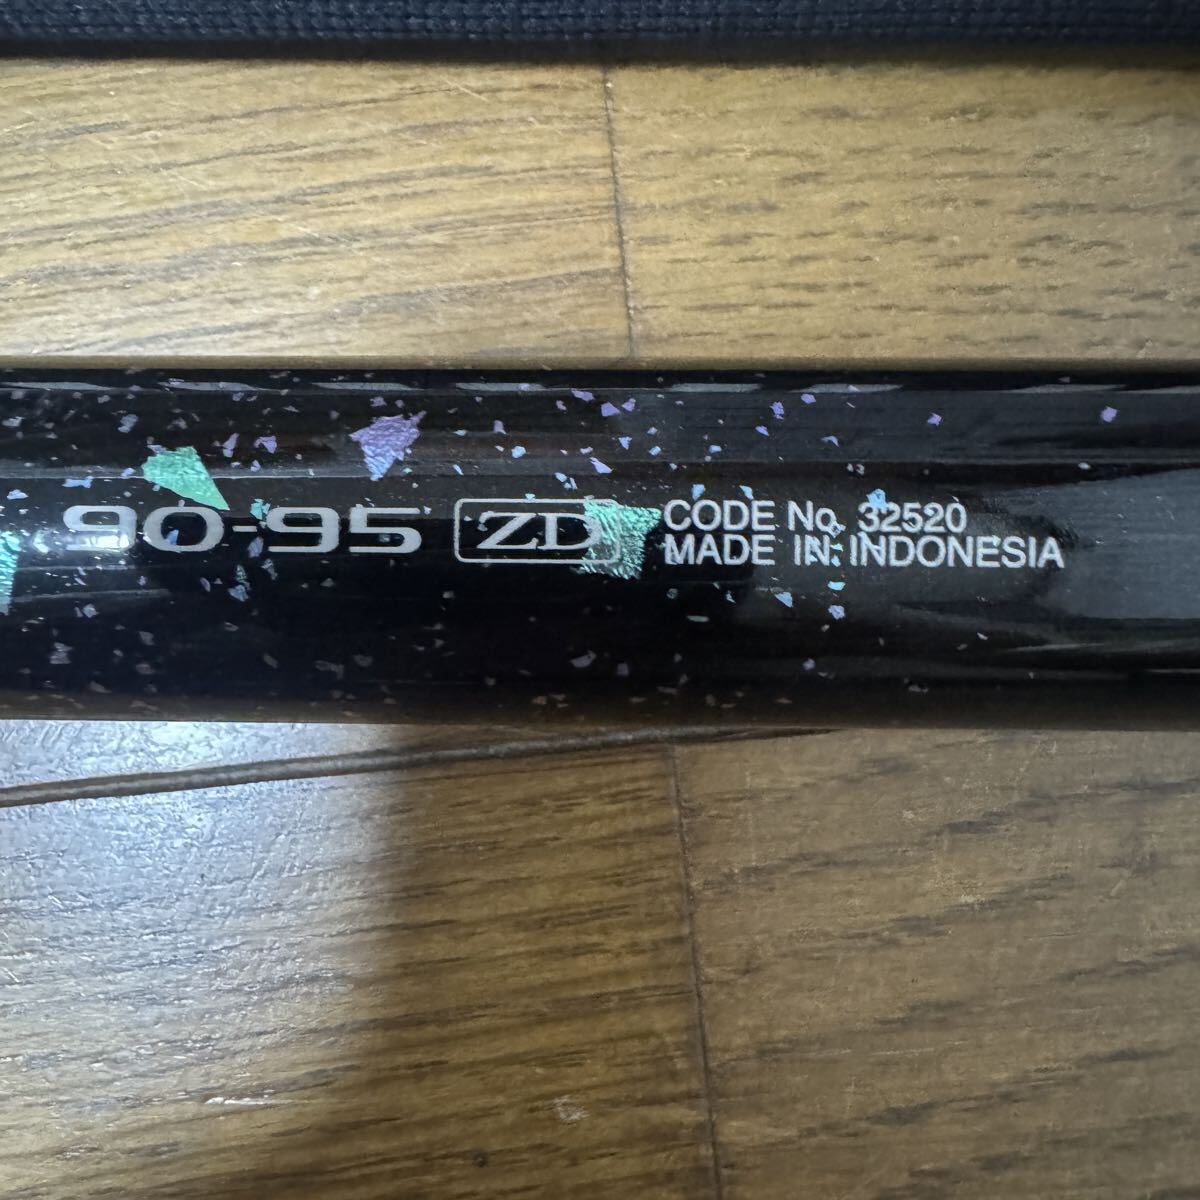 90-95 ZD CODE No. 32520
MADE IN INDONESIA